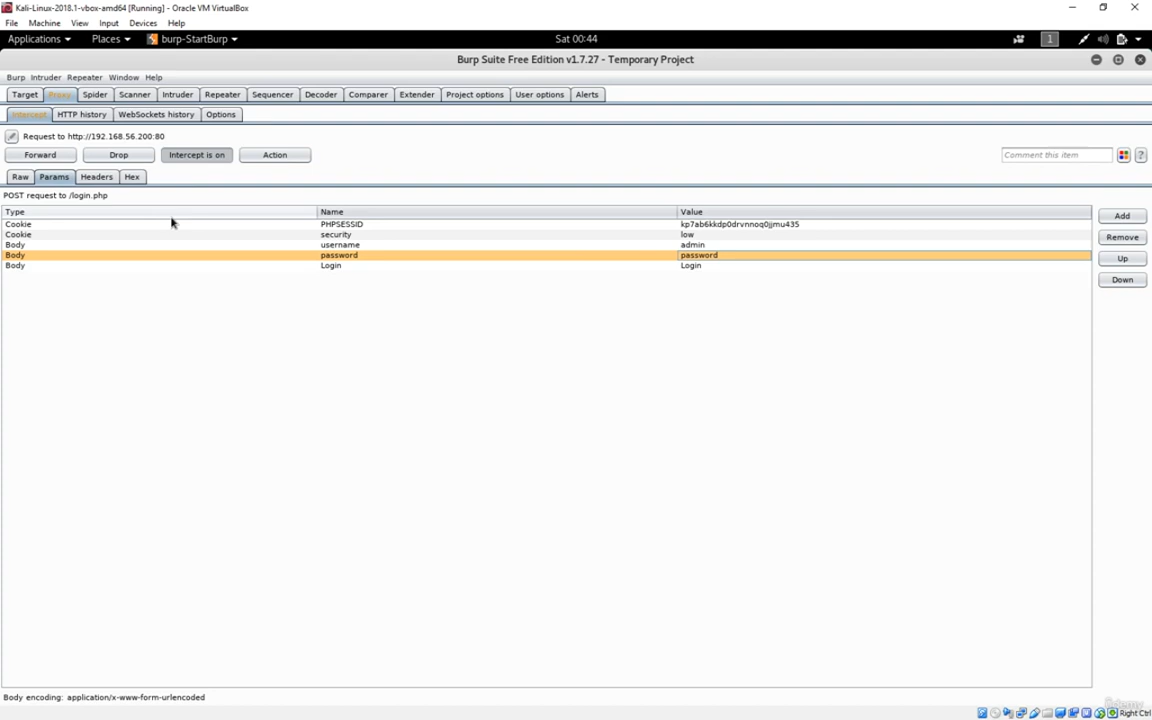 Kali-Linux-2018.1-vbox-amd64 [Running] - Oracle VM VirtualBox
File Machine View Input Devices Help
Applications Places burp-StartBurp Sat 00:44 1
Burp Suite Free Edition v1.7.27 - Temporary Project
Burp Intruder Repeater Window Help
Target Proxy Spider Scanner Intruder Repeater Sequencer Decoder Comparer Extender Project options User options Alerts
Intercept HTTP history WebSockets history Options
Request to http://192.168.56.200:80
Forward Drop Intercept is on Action Comment this item ?
Raw Params Headers Hex
POST request to /login.php
Type Name Value
Cookie PHPSESSID kp7ab6kkdp0drvnnoq0jjmu435
Cookie security low
Body username admin
Body password password
Body Login Login
Add
Remove
Up
Down
Body encoding: application/x-www-form-urlencoded
Udemy
Right Ctrl